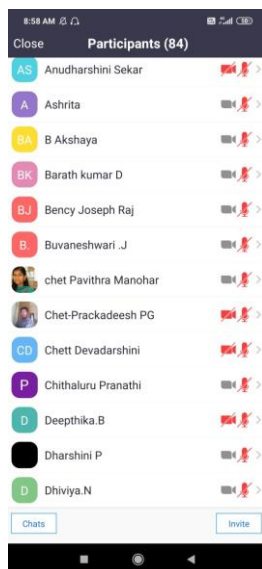 8:58 AM
Close Participants (84)
AS Anudharshini Sekar
A Ashrita
BA B Akshaya
BK Barath kumar D
BJ Bency Joseph Raj
B. Buvaneshwari .J
chet Pavithra Manohar
Chet-Prackadeesh PG
CD Chett Devadarshini
P Chithaluru Pranathi
D Deepthika.B
Dharshini P
D Dhiviya.N
Chats Invite